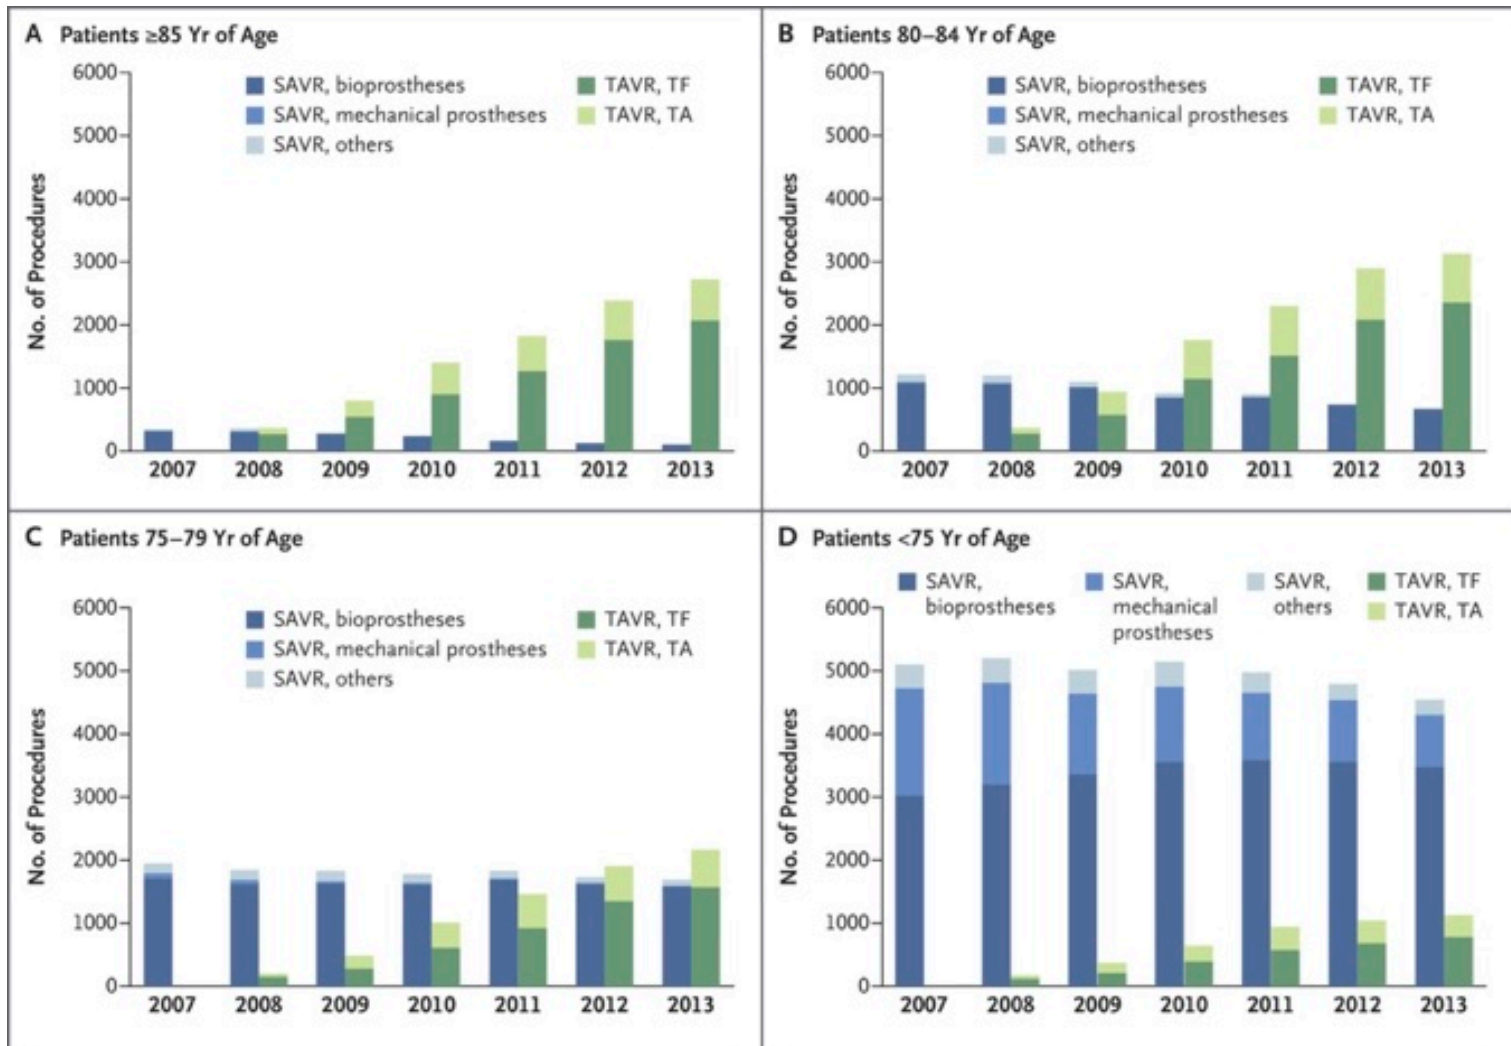 A Patients ≥85 Yr of Age
6000
5000
4000
3000
2000
1000
0
No. of Procedures
SAVR, bioprostheses
SAVR, mechanical prostheses
SAVR, others
TAVR, TF
TAVR, TA
2007 2008 2009 2010 2011 2012 2013
B Patients 80–84 Yr of Age
6000
5000
4000
3000
2000
1000
0
No. of Procedures
SAVR, bioprostheses
SAVR, mechanical prostheses
SAVR, others
TAVR, TF
TAVR, TA
2007 2008 2009 2010 2011 2012 2013
C Patients 75–79 Yr of Age
6000
5000
4000
3000
2000
1000
0
No. of Procedures
SAVR, bioprostheses
SAVR, mechanical prostheses
SAVR, others
TAVR, TF
TAVR, TA
2007 2008 2009 2010 2011 2012 2013
D Patients <75 Yr of Age
6000
5000
4000
3000
2000
1000
0
No. of Procedures
SAVR,
bioprostheses
SAVR,
mechanical
prostheses
SAVR,
others
TAVR, TF
TAVR, TA
2007 2008 2009 2010 2011 2012 2013